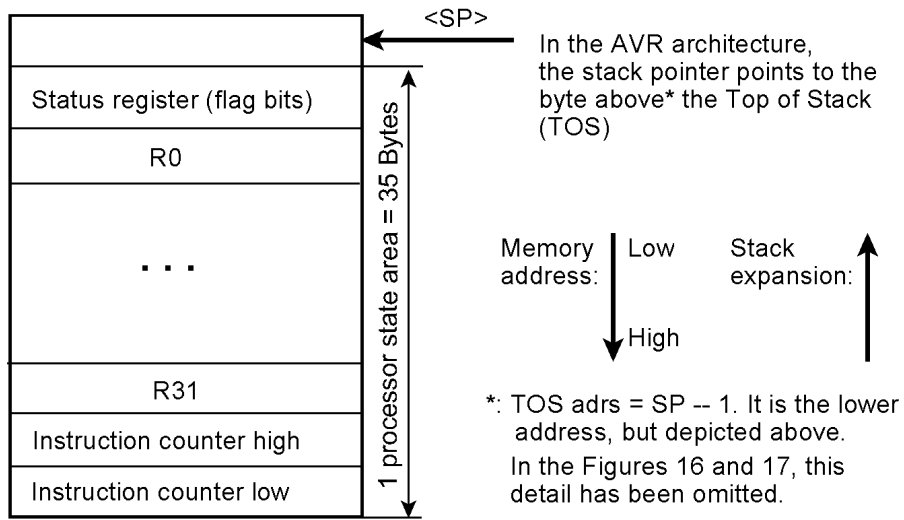 <SP>
In the AVR architecture,
the stack pointer points to the
byte above* the Top of Stack
(TOS)
Status register (flag bits)
R0
. . .
R31
Instruction counter high
Instruction counter low
1 processor state area = 35 Bytes
Memory
address:
Low
High
Stack
expansion:
*: TOS adrs = SP -- 1. It is the lower
address, but depicted above.
In the Figures 16 and 17, this
detail has been omitted.